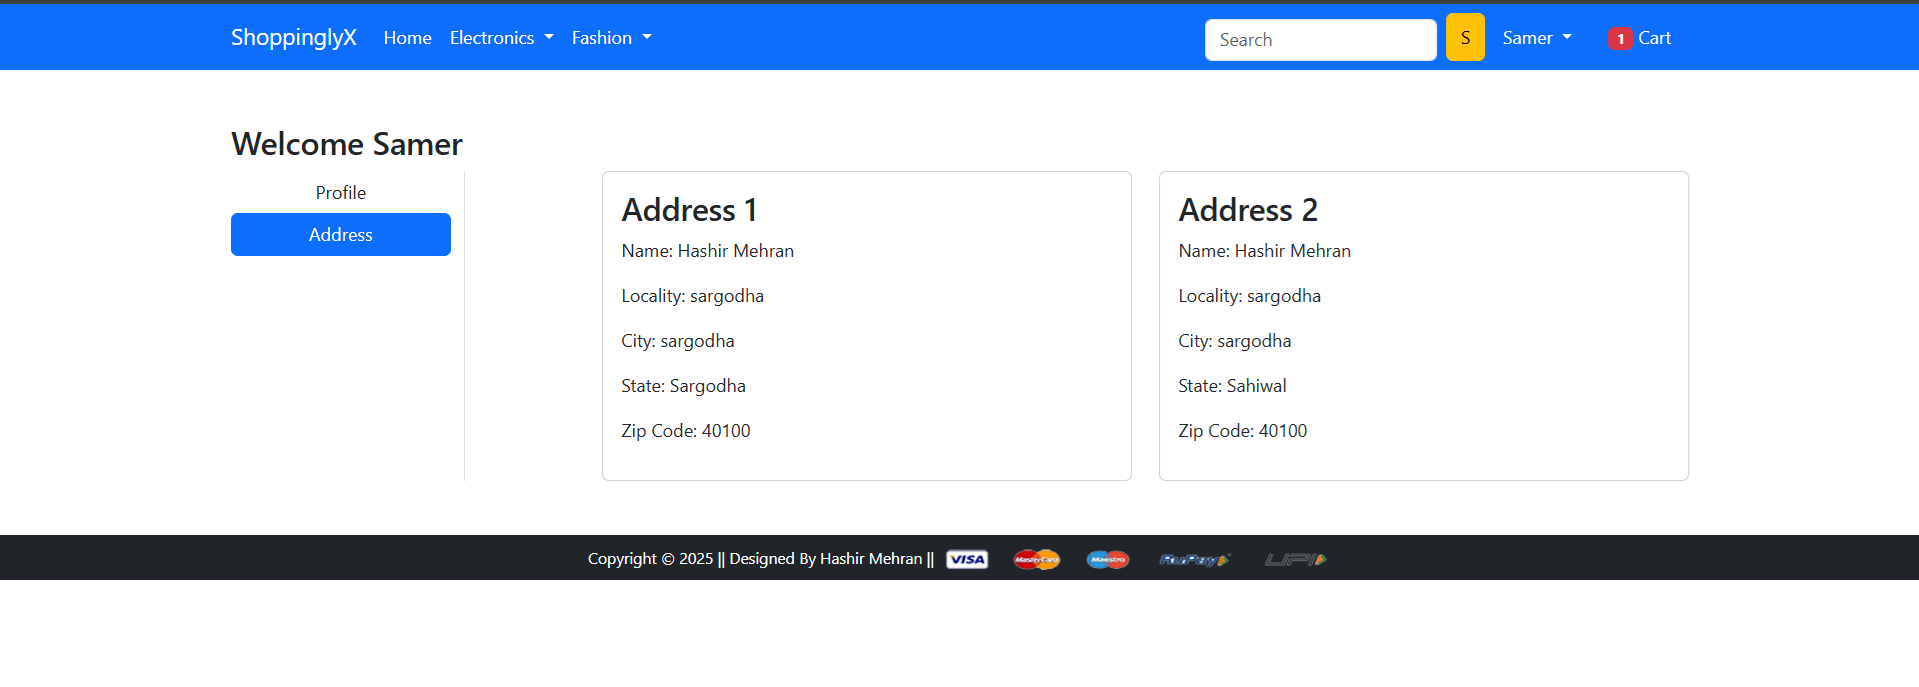 ShoppinglyX Home Electronics Fashion Search S Samer 1 Cart
Welcome Samer
Profile
Address
Address 1
Name: Hashir Mehran
Locality: sargodha
City: sargodha
State: Sargodha
Zip Code: 40100
Address 2
Name: Hashir Mehran
Locality: sargodha
City: sargodha
State: Sahiwal
Zip Code: 40100
Copyright © 2025 || Designed By Hashir Mehran || VISA MasterCard Maestro RuPay UPI